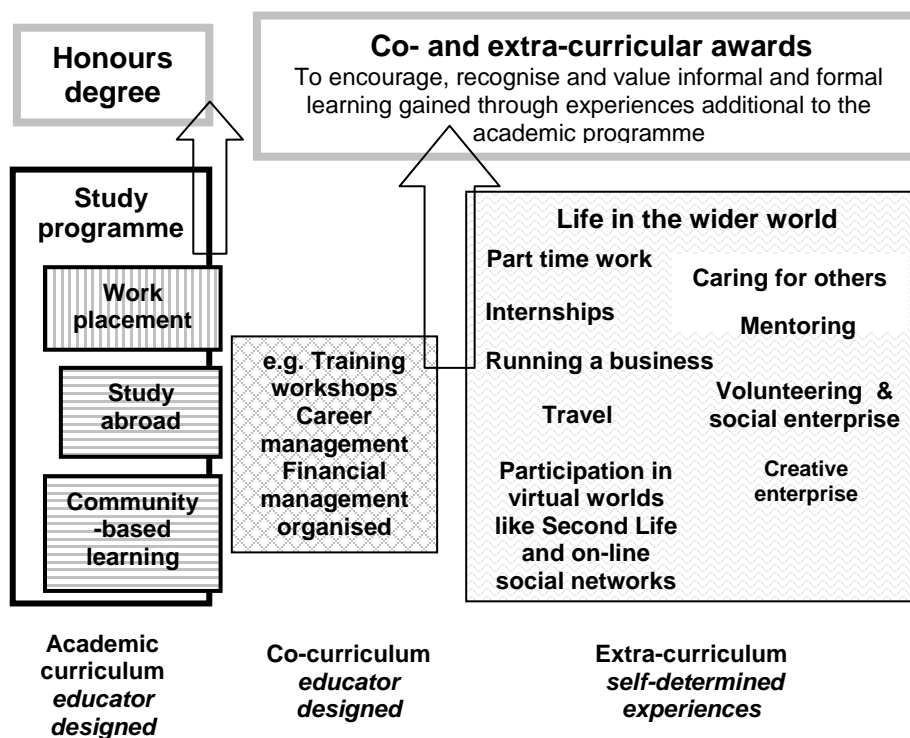 Honours
degree
Co- and extra-curricular awards
To encourage, recognise and value informal and formal
learning gained through experiences additional to the
academic programme
Study
programme
Work
placement
Study
abroad
Community
-based
learning
e.g. Training
workshops
Career
management
Financial
management
organised
Life in the wider world
Part time work
Internships
Running a business
Travel
Participation in
virtual worlds
like Second Life
and on-line
social networks
Caring for others
Mentoring
Volunteering &
social enterprise
Creative
enterprise
Academic
curriculum
educator
designed
Co-curriculum
educator
designed
Extra-curriculum
self-determined
experiences